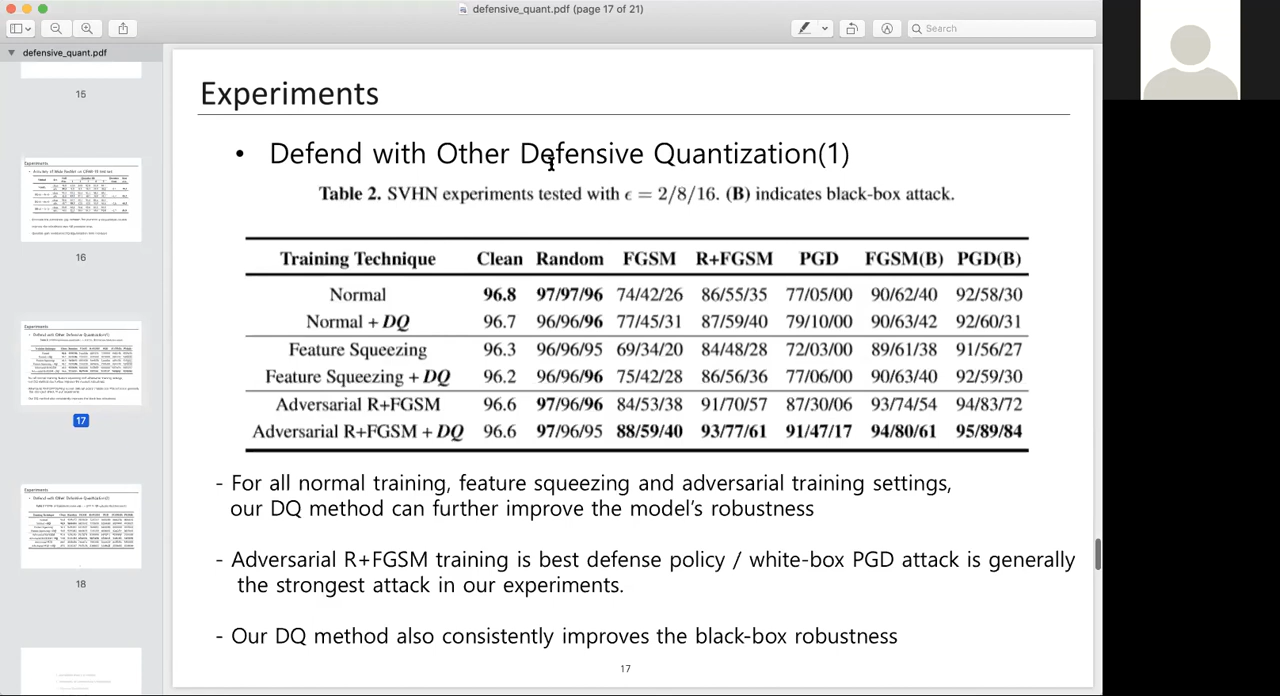 defensive_quant.pdf (page 17 of 21)
Search
defensive_quant.pdf
15
16
17
18
Experiments
• Defend with Other Defensive Quantization(1)
Table 2. SVHN experiments tested with ϵ = 2/8/16. (B) indicates black-box attack.
Training Technique Clean Random FGSM R+FGSM PGD FGSM(B) PGD(B)
Normal 96.8 97/97/96 74/42/26 86/55/35 77/05/00 90/62/40 92/58/30
Normal + DQ 96.7 96/96/96 77/45/31 87/59/40 79/10/00 90/63/42 92/60/31
Feature Squeezing 96.3 96/96/95 69/34/20 84/48/28 72/03/00 89/61/38 91/56/27
Feature Squeezing + DQ 96.2 96/96/96 75/42/28 86/56/36 77/06/00 90/63/40 92/59/30
Adversarial R+FGSM 96.6 97/96/96 84/53/38 91/70/57 87/30/06 93/74/54 94/83/72
Adversarial R+FGSM + DQ 96.6 97/96/95 88/59/40 93/77/61 91/47/17 94/80/61 95/89/84
- For all normal training, feature squeezing and adversarial training settings,
our DQ method can further improve the model's robustness
- Adversarial R+FGSM training is best defense policy / white-box PGD attack is generally
the strongest attack in our experiments.
- Our DQ method also consistently improves the black-box robustness
17